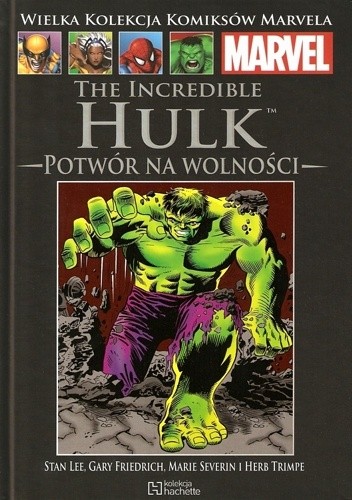 WIELKA KOLEKCJA KOMIKSÓW MARVELA
MARVEL
THE INCREDIBLE
HULK™
POTWÓR NA WOLNOŚCI
STAN LEE, GARY FRIEDRICH, MARIE SEVERIN I HERB TRIMPE
H kolekcja
hachette